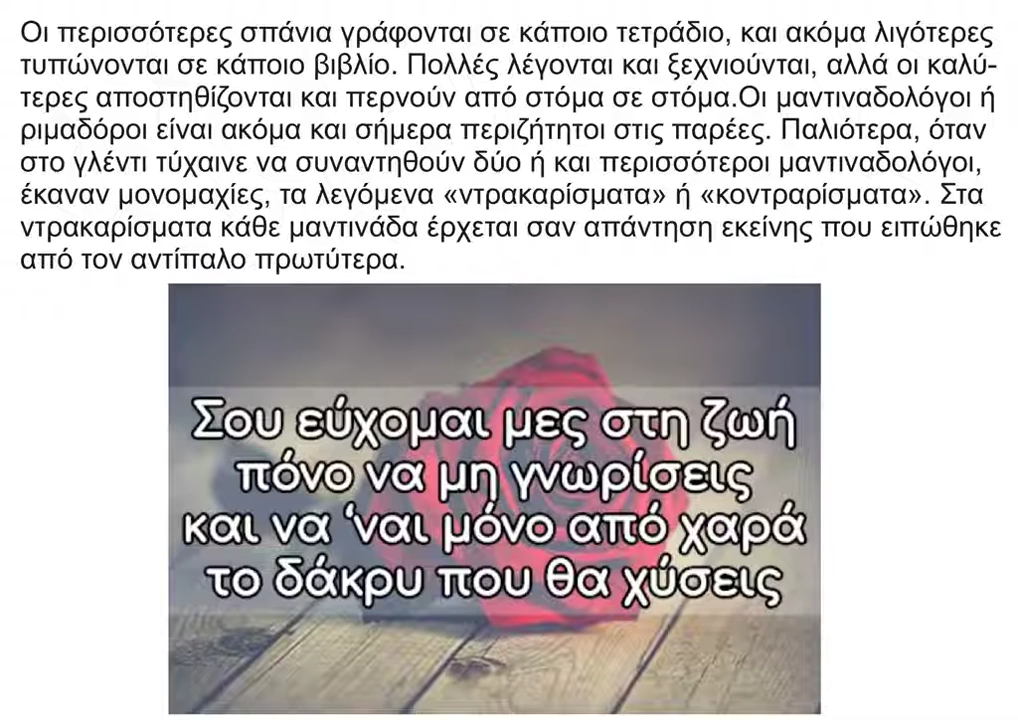 Οι περισσότερες σπάνια γράφονται σε κάποιο τετράδιο, και ακόμα λιγότερες
τυπώνονται σε κάποιο βιβλίο. Πολλές λέγονται και ξεχνιούνται, αλλά οι καλύ-
τερες αποστηθίζονται και περνούν από στόμα σε στόμα.Οι μαντιναδολόγοι ή
ριμαδόροι είναι ακόμα και σήμερα περιζήτητοι στις παρέες. Παλιότερα, όταν
στο γλέντι τύχαινε να συναντηθούν δύο ή και περισσότεροι μαντιναδολόγοι,
έκαναν μονομαχίες, τα λεγόμενα «ντρακαρίσματα» ή «κοντραρίσματα». Στα
ντρακαρίσματα κάθε μαντινάδα έρχεται σαν απάντηση εκείνης που ειπώθηκε
από τον αντίπαλο πρωτύτερα.
Σου εύχομαι μες στη ζωή
πόνο να μη γνωρίσεις
και να ‘ναι μόνο από χαρά
το δάκρυ που θα χύσεις